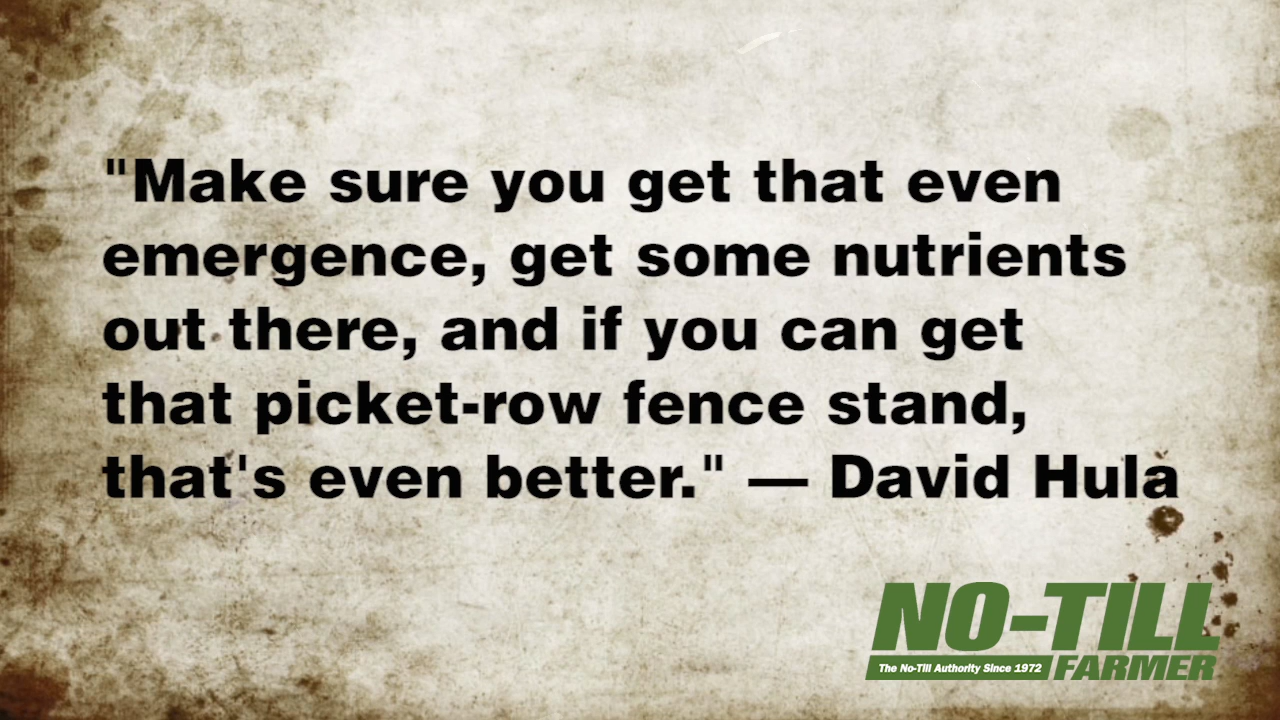 "Make sure you get that even
emergence, get some nutrients
out there, and if you can get
that picket-row fence stand,
that's even better." — David Hula
NO-TILL
The No-Till Authority Since 1972 FARMER